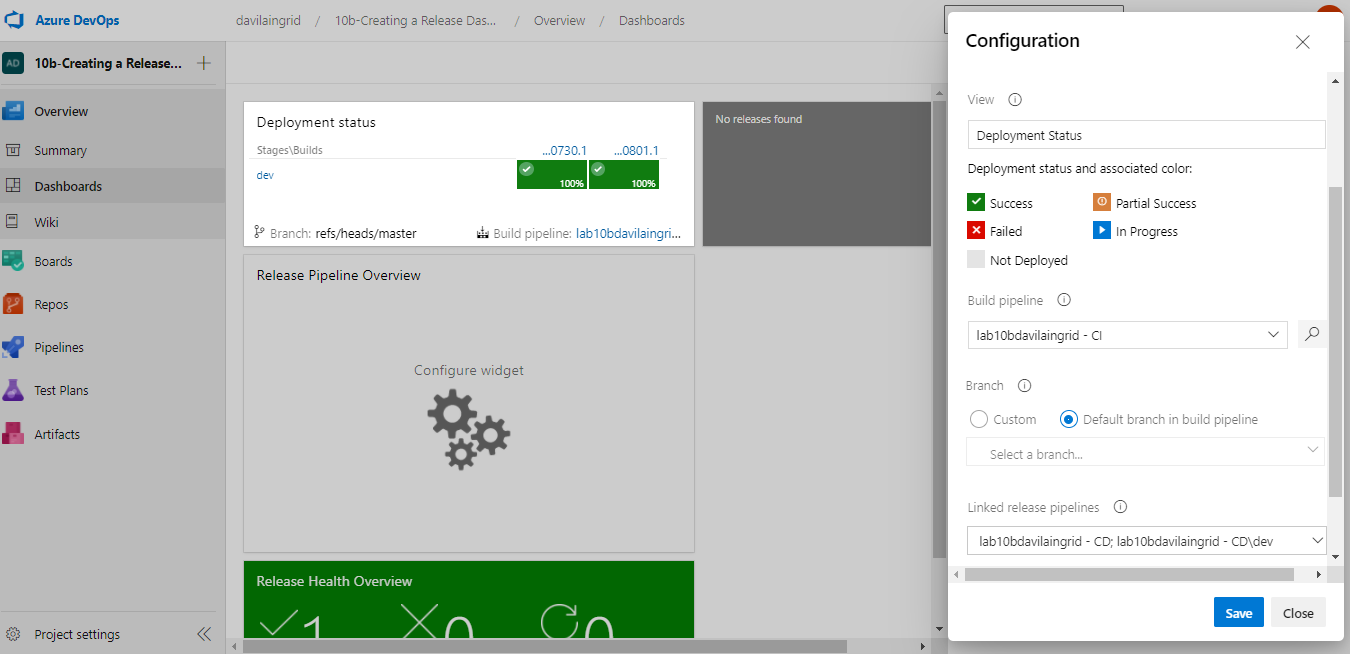 Azure DevOps
davilaingrid / 10b-Creating a Release Das... / Overview / Dashboards
AD 10b-Creating a Release...
Overview
Summary
Dashboards
Wiki
Boards
Repos
Pipelines
Test Plans
Artifacts
Project settings
Deployment status
Stages\Builds ...0730.1 ...0801.1
dev 100% 100%
Branch: refs/heads/master Build pipeline: lab10bdavilaingri...
No releases found
Release Pipeline Overview
Configure widget
Release Health Overview
1 0 0
Configuration
View
Deployment Status
Deployment status and associated color:
Success Partial Success
Failed In Progress
Not Deployed
Build pipeline
lab10bdavilaingrid - CI
Branch
Custom Default branch in build pipeline
Select a branch...
Linked release pipelines
lab10bdavilaingrid - CD; lab10bdavilaingrid - CD\dev
Save Close